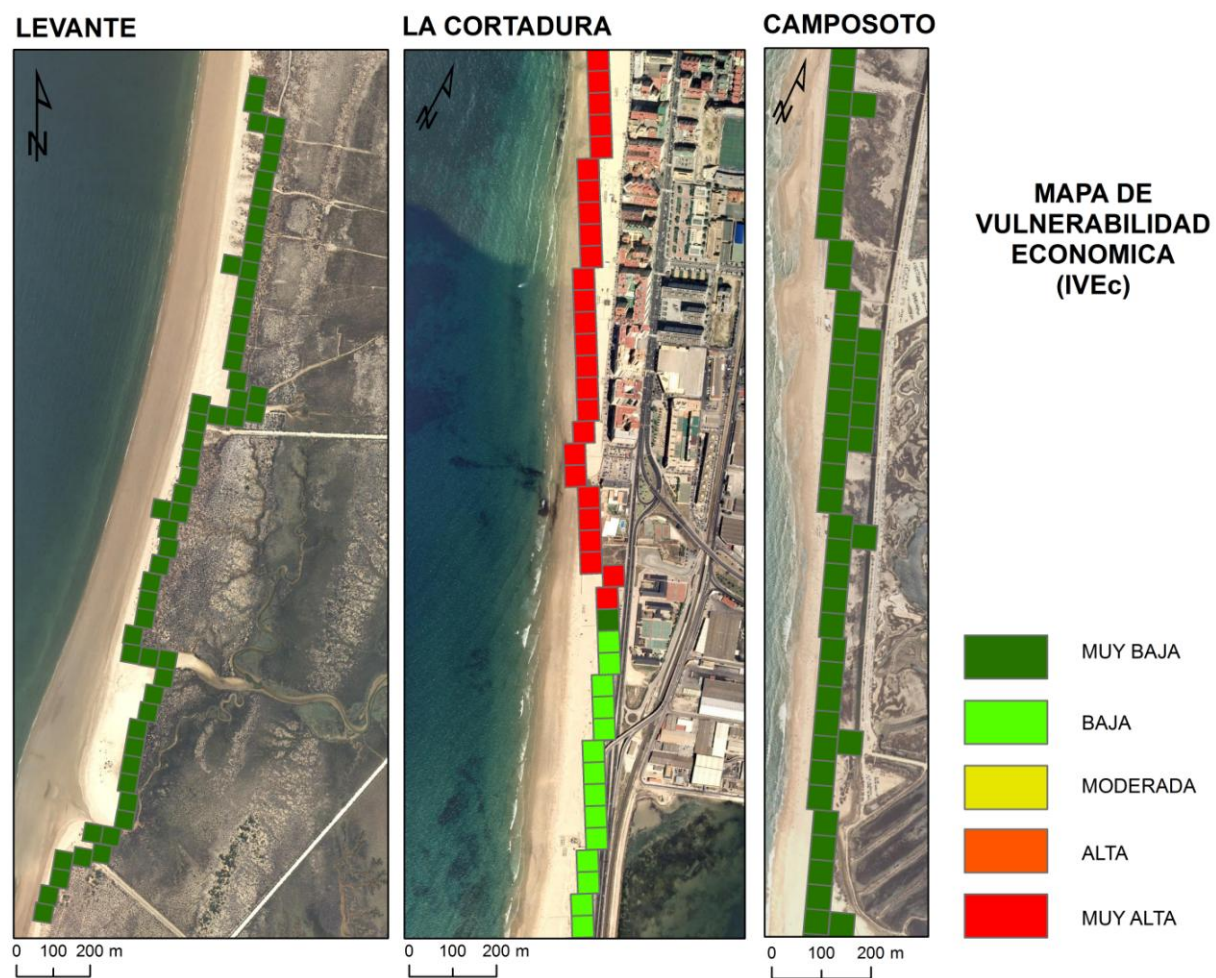 LEVANTE
LA CORTADURA
CAMPOSOTO
N
N
N
MAPA DE
VULNERABILIDAD
ECONOMICA
(IVEc)
MUY BAJA
BAJA
MODERADA
ALTA
MUY ALTA
0 100 200 m
0 100 200 m
0 100 200 m